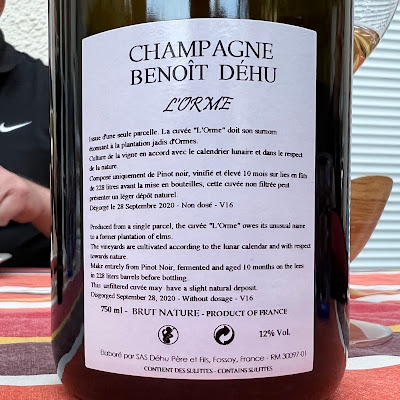 CHAMPAGNE
BENOÎT DÉHU
L'ORME
Issue d'une seule parcelle. La cuvée "L'Orme" doit son surnom
étonnant à la plantation jadis d'Ormes.
Culture de la vigne en accord avec le calendrier lunaire et dans le respect
de la nature.
Composé uniquement de Pinot noir, vinifié et élevé 10 mois sur lies en fûts
de 228 litres avant la mise en bouteilles, cette cuvée non filtrée peut
présenter un léger dépôt naturel.
Dégorgé le 28 Septembre 2020 - Non dosé - V16
Produced from a single parcel, the cuvée "L'Orme" owes its unusual name
to a former plantation of elms.
The vineyards are cultivated according to the lunar calendar and with respect
towards nature.
Make entirely from Pinot Noir, fermented and aged 10 months on the lees
in 228 liters barrels before bottling.
This unfiltered cuvée may have a slight natural deposit.
Disgorged September 28, 2020 - Without dosage - V16
750 ml - BRUT NATURE - PRODUCT OF FRANCE
12% Vol.
Élaboré par SAS Déhu Père et Fils, Fossoy, France - RM 30097-01
CONTIENT DES SULFITES - CONTAINS SULFITES